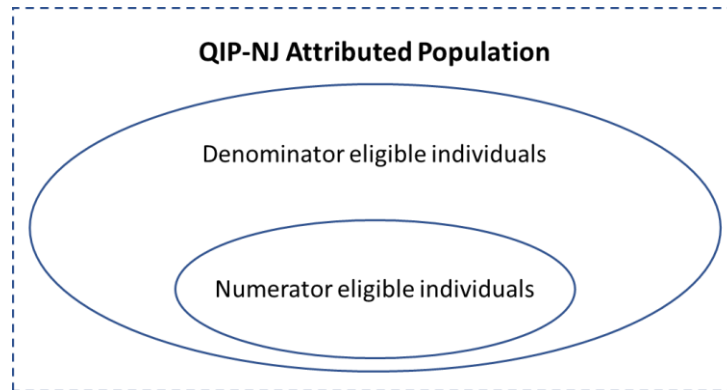 QIP-NJ Attributed Population
Denominator eligible individuals
Numerator eligible individuals